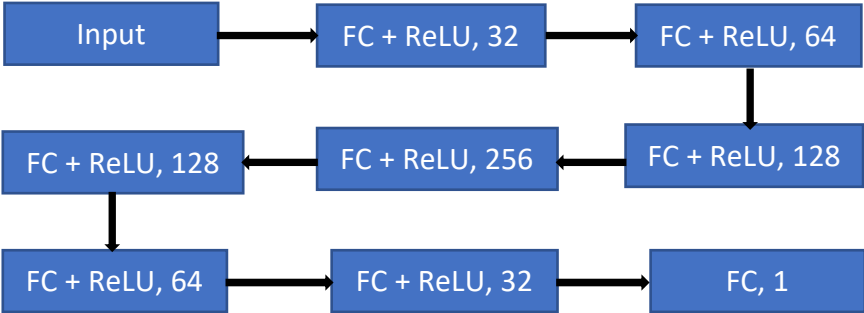 Input
FC + ReLU, 32
FC + ReLU, 64
FC + ReLU, 128
FC + ReLU, 256
FC + ReLU, 128
FC + ReLU, 64
FC + ReLU, 32
FC, 1